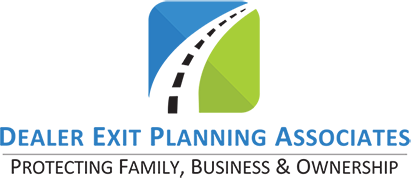 DEALER EXIT PLANNING ASSOCIATES
PROTECTING FAMILY, BUSINESS & OWNERSHIP